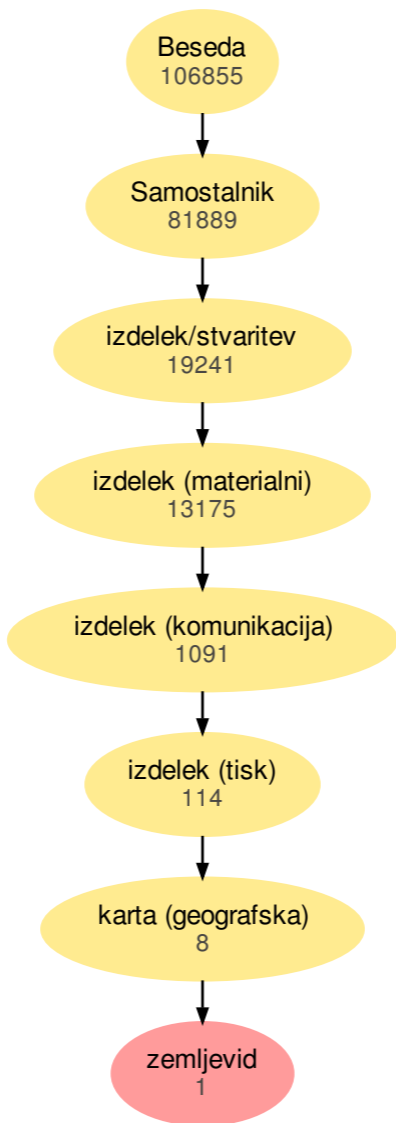 Beseda
106855
Samostalnik
81889
izdelek/stvaritev
19241
izdelek (materialni)
13175
izdelek (komunikacija)
1091
izdelek (tisk)
114
karta (geografska)
8
zemljevid
1